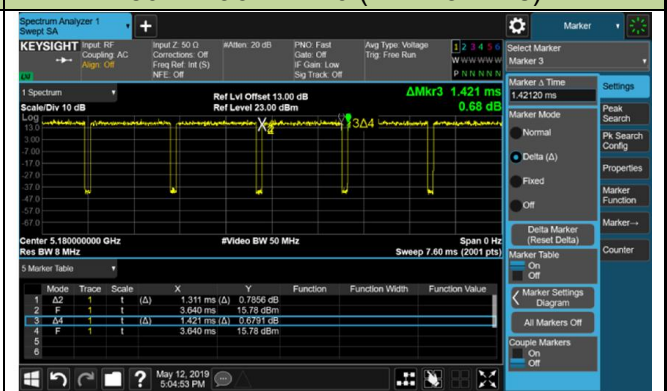 Spectrum Analyzer 1
Swept SA
+
Marker
KEYSIGHT Input: RF
Coupling: AC
Align: Off
Input Z: 50 Ω
Corrections: Off
Freq Ref: Int (S)
NFE: Off
#Atten: 20 dB
PNO: Fast
Gate: Off
IF Gain: Low
Sig Track: Off
Avg Type: Voltage
Trig: Free Run
1 2 3 4 5 6
W W W W W W
P N N N N N
Select Marker
Marker 3
1 Spectrum
Scale/Div 10 dB
Ref Lvl Offset 13.00 dB
Ref Level 23.00 dBm
ΔMkr3 1.421 ms
0.68 dB
Log
13.0
3.00
-7.00
-17.0
-27.0
-37.0
-47.0
-57.0
-67.0
3Δ4
Center 5.180000000 GHz
Res BW 8 MHz
#Video BW 50 MHz
Span 0 Hz
Sweep 7.60 ms (2001 pts)
5 Marker Table
Mode Trace Scale X Y Function Function Width Function Value
1 Δ2 1 t (Δ) 1.311 ms (Δ) 0.7856 dB
2 F 1 t 3.640 ms 15.78 dBm
3 Δ4 1 t (Δ) 1.421 ms (Δ) 0.6791 dB
4 F 1 t 3.640 ms 15.78 dBm
5
6
Marker Δ Time
1.42120 ms
Marker Mode
Normal
Delta (Δ)
Fixed
Off
Delta Marker
(Reset Delta)
Marker Table
On
Off
Marker Settings
Diagram
All Markers Off
Couple Markers
On
Off
Settings
Peak
Search
Pk Search
Config
Properties
Marker
Function
Marker→
Counter
?
May 12, 2019
5:04:53 PM